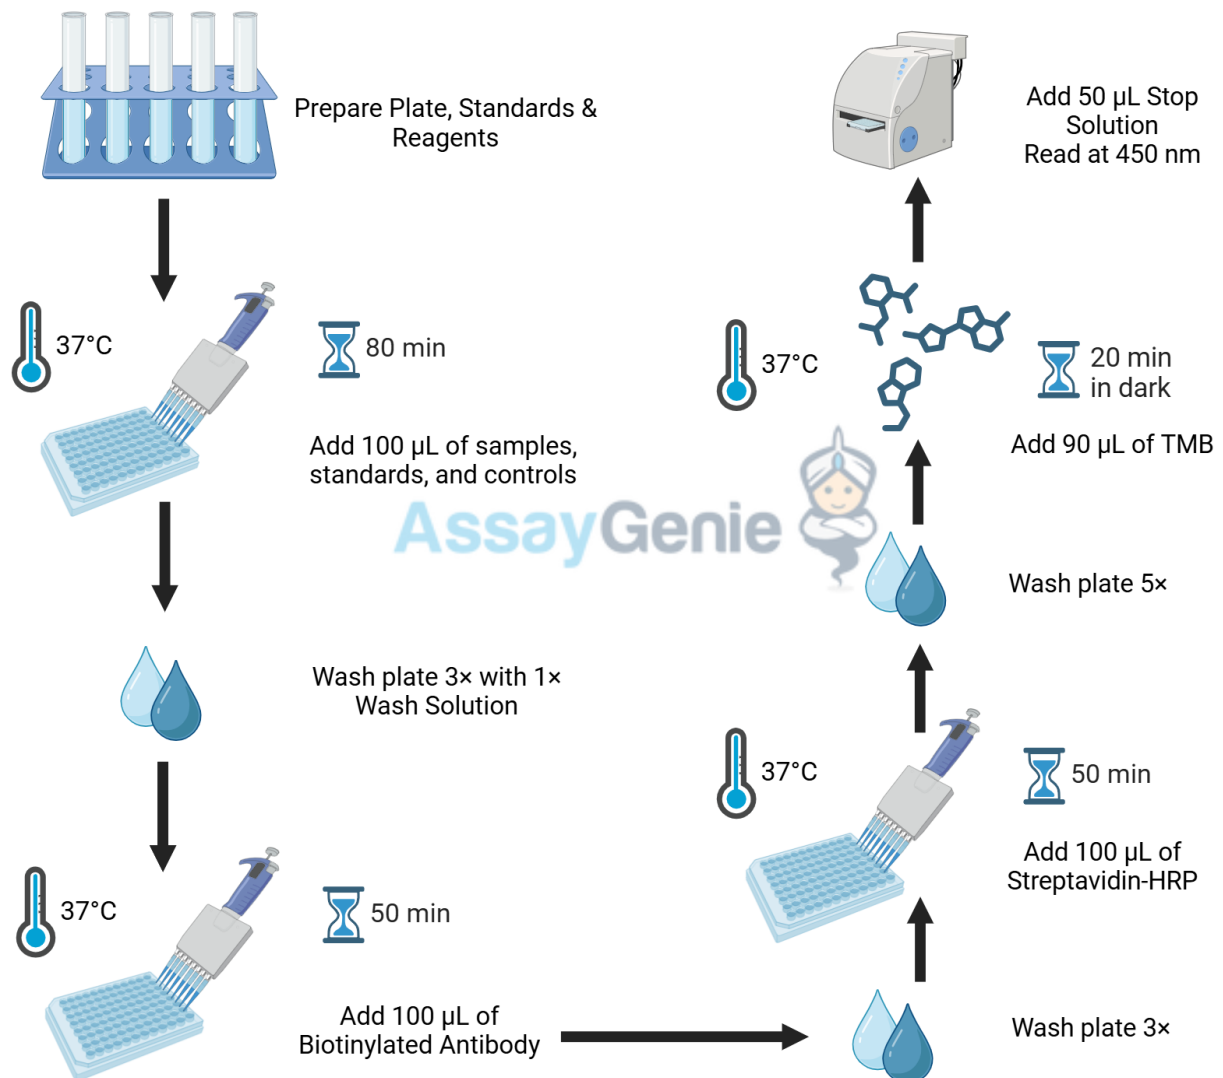 Prepare Plate, Standards &
Reagents
37°C
80 min
Add 100 µL of samples,
standards, and controls
Wash plate 3× with 1×
Wash Solution
37°C
50 min
Add 100 µL of
Biotinylated Antibody
Wash plate 3×
37°C
50 min
Add 100 µL of
Streptavidin-HRP
Wash plate 5×
37°C
20 min
in dark
Add 90 µL of TMB
Add 50 µL Stop
Solution
Read at 450 nm
AssayGenie